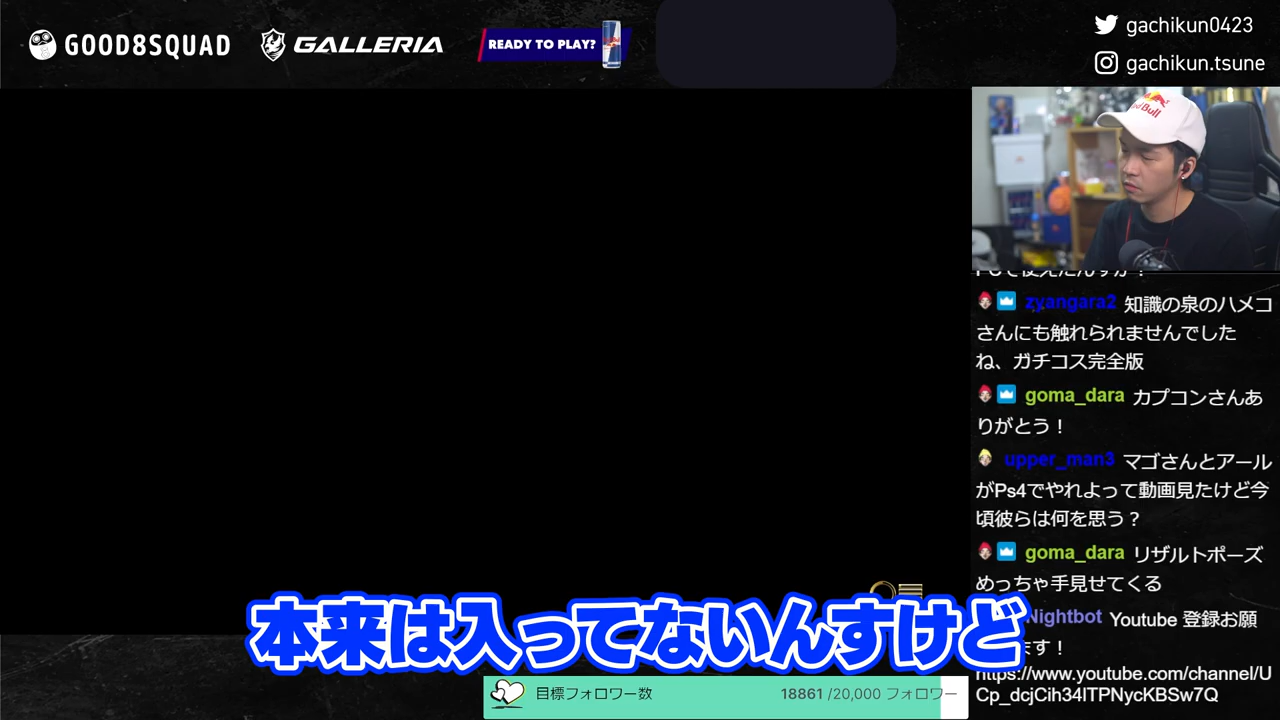 GOOD8SQUAD
GALLERIA
READY TO PLAY?
gachikun0423
gachikun.tsune
Red Bull
zyangara2 知識の泉のハメコ
さんにも触れられませんでした
ね、ガチコス完全版
goma_dara カプコンさんあ
りがとう！
upper_man3 マゴさんとアール
がPs4でやれよって動画見たけど今
頃彼らは何を思う？
goma_dara リザルトポーズ
めっちゃ手見せてくる
Nightbot Youtube 登録お願
ます！
https://www.youtube.com/channel/U
Cp_dcjCih34ITPNycKBSw7Q
本来は入ってないんすけど
目標フォロワー数 18861 /20,000 フォロワー